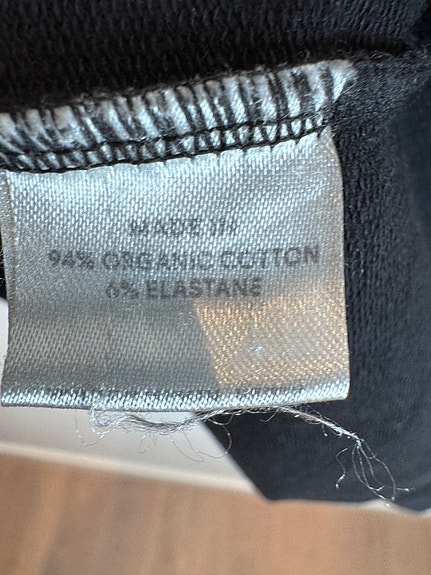 MADE IN
94% ORGANIC COTTON
6% ELASTANE